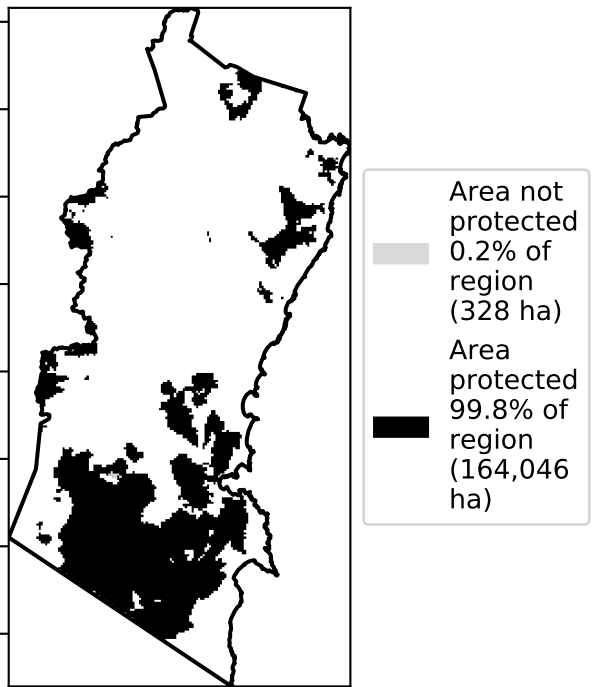 Area not
protected
0.2% of
region
(328 ha)
Area
protected
99.8% of
region
(164,046
ha)